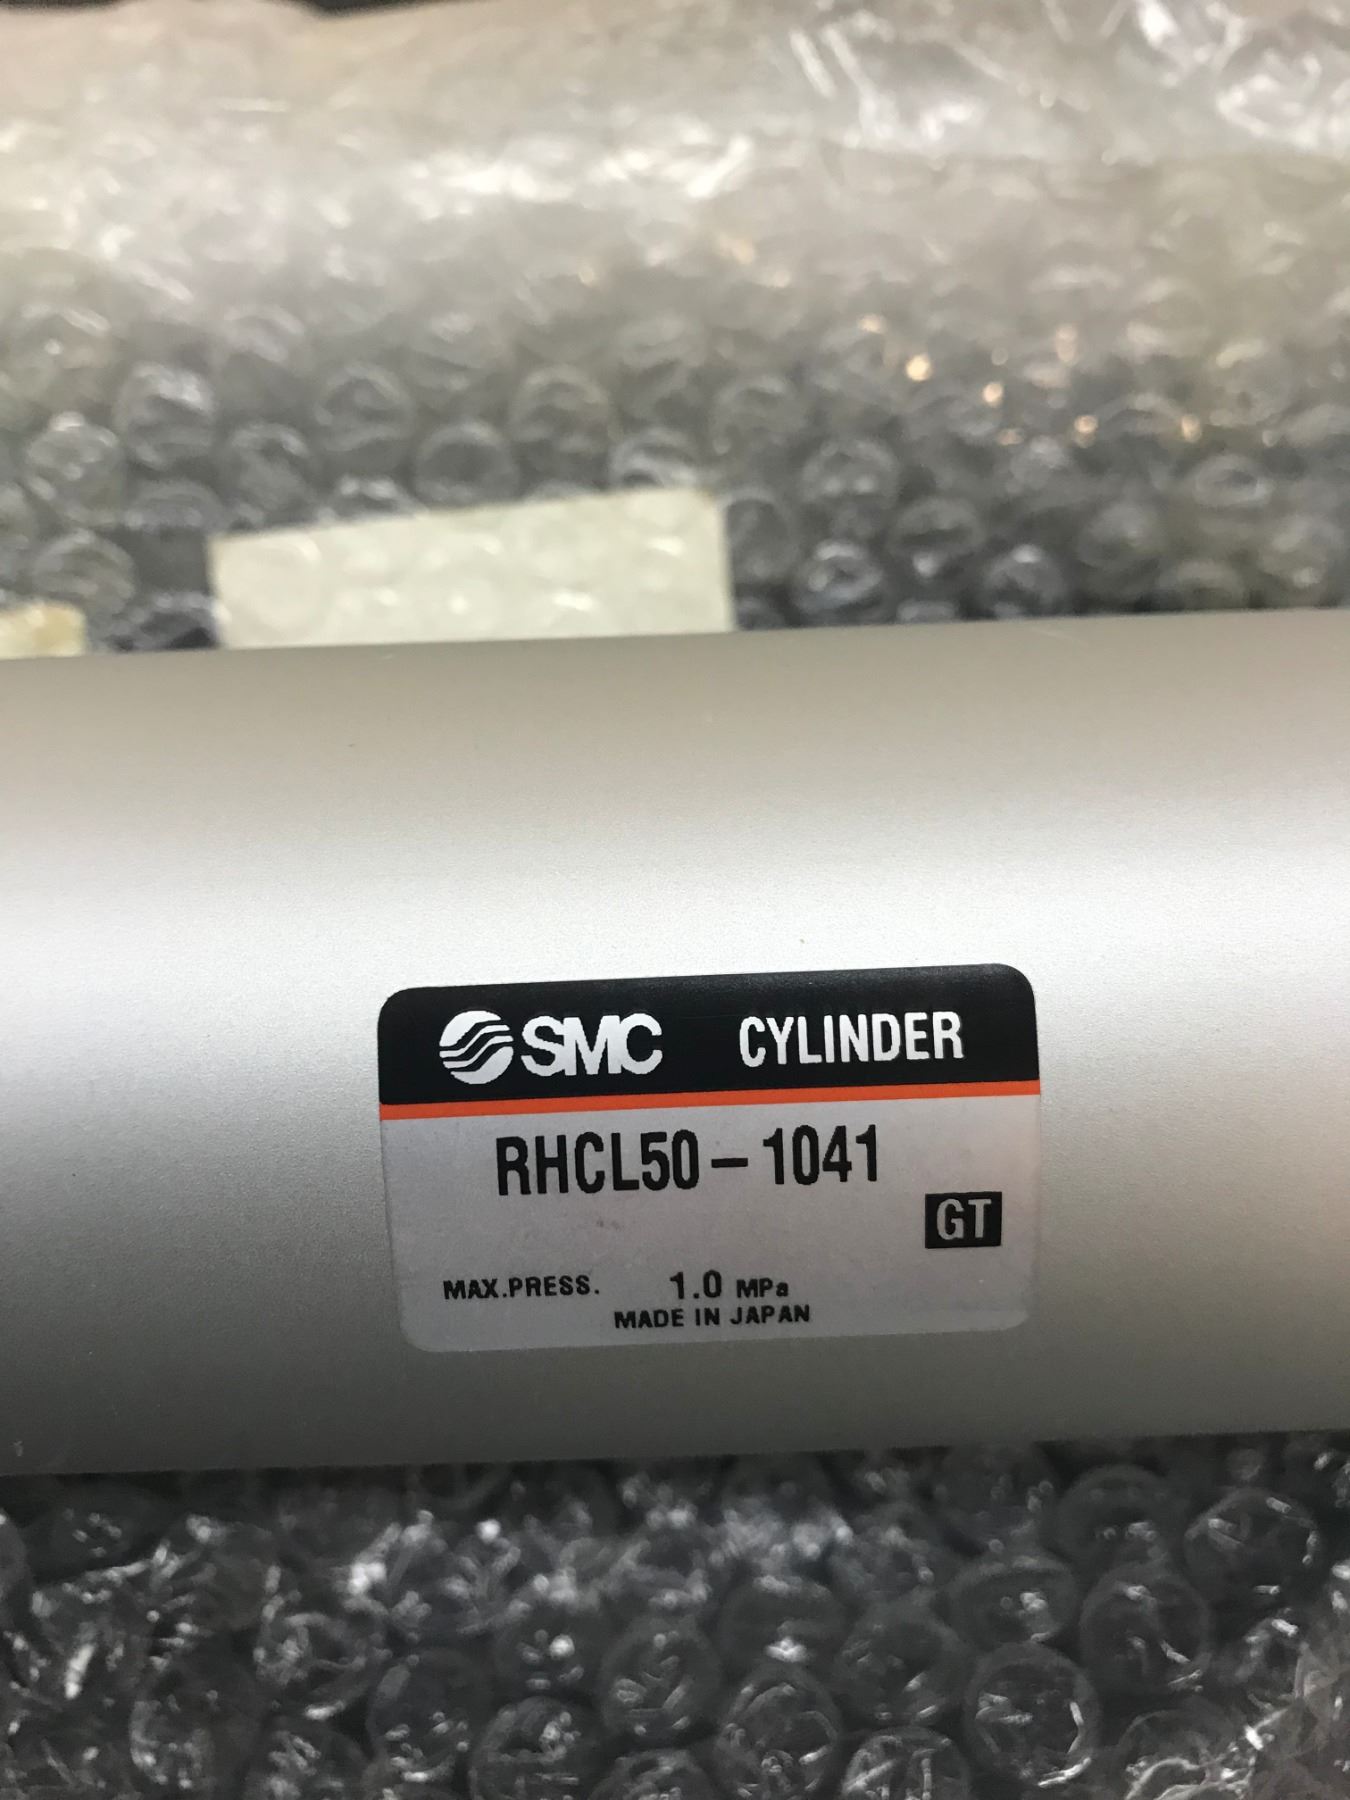 SMC CYLINDER
RHCL50-1041
GT
MAX.PRESS. 1.0 MPa
MADE IN JAPAN